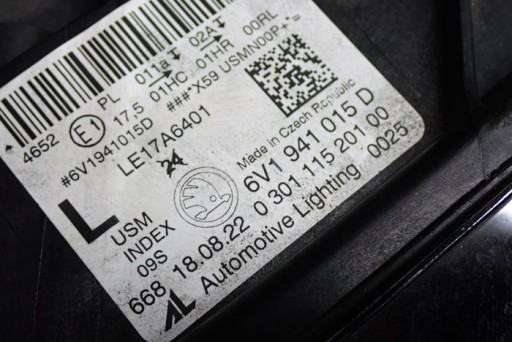 4652 E1 PL 011a 02A
17,5 01HC 01HR 00RL
#6V1941015D ###*X59 USMN00P+*=
LE17A6401
24
Made in Czech Republic
L USM 6V1 941 015 D
INDEX 0 301 115 201 00
09S 0025
668 18.08.22
AL Automotive Lighting